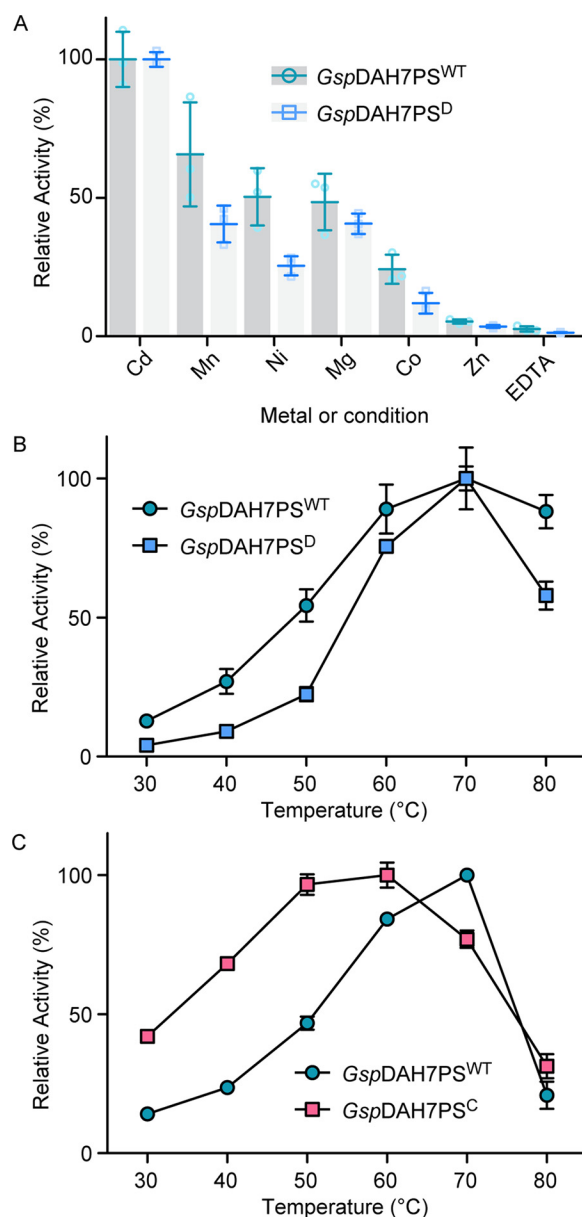 A
Relative Activity (%)
100
50
0
GspDAH7PSᵂᵀ
GspDAH7PSᴰ
Cd
Mn
Ni
Mg
Co
Zn
EDTA
Metal or condition
B
Relative Activity (%)
100
50
0
GspDAH7PSᵂᵀ
GspDAH7PSᴰ
30 40 50 60 70 80
Temperature (°C)
C
Relative Activity (%)
100
50
0
GspDAH7PSᵂᵀ
GspDAH7PSᶜ
30 40 50 60 70 80
Temperature (°C)